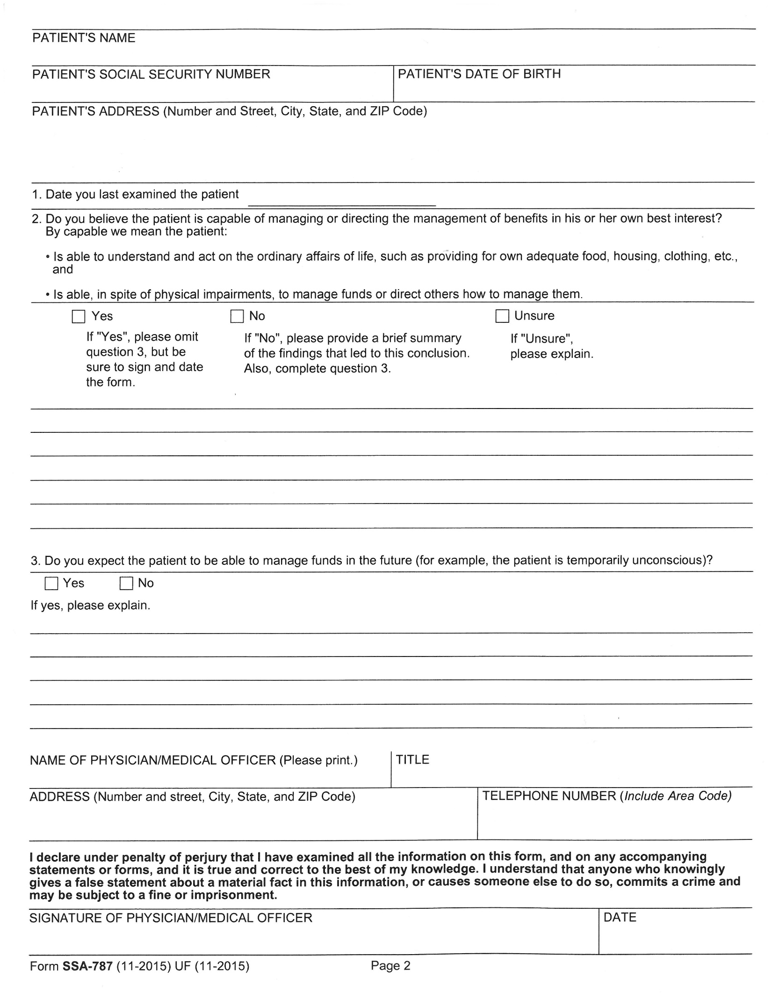 PATIENT'S NAME
PATIENT'S SOCIAL SECURITY NUMBER
PATIENT'S DATE OF BIRTH
PATIENT'S ADDRESS (Number and Street, City, State, and ZIP Code)
1. Date you last examined the patient
2. Do you believe the patient is capable of managing or directing the management of benefits in his or her own best interest?
By capable we mean the patient:
• Is able to understand and act on the ordinary affairs of life, such as providing for own adequate food, housing, clothing, etc.,
and
• Is able, in spite of physical impairments, to manage funds or direct others how to manage them.
Yes
If "Yes", please omit
question 3, but be
sure to sign and date
the form.
No
If "No", please provide a brief summary
of the findings that led to this conclusion.
Also, complete question 3.
Unsure
If "Unsure",
please explain.
3. Do you expect the patient to be able to manage funds in the future (for example, the patient is temporarily unconscious)?
Yes No
If yes, please explain.
NAME OF PHYSICIAN/MEDICAL OFFICER (Please print.)
TITLE
ADDRESS (Number and street, City, State, and ZIP Code)
TELEPHONE NUMBER (Include Area Code)
I declare under penalty of perjury that I have examined all the information on this form, and on any accompanying
statements or forms, and it is true and correct to the best of my knowledge. I understand that anyone who knowingly
gives a false statement about a material fact in this information, or causes someone else to do so, commits a crime and
may be subject to a fine or imprisonment.
SIGNATURE OF PHYSICIAN/MEDICAL OFFICER
DATE
Form SSA-787 (11-2015) UF (11-2015)
Page 2